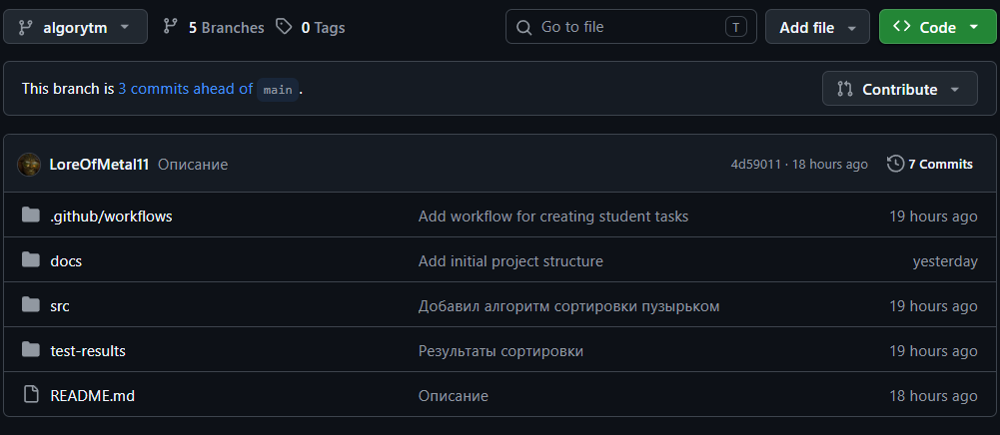 algorytm 5 Branches 0 Tags Go to file T Add file Code
This branch is 3 commits ahead of main. Contribute
LoreOfMetal11 Описание 4d59011 · 18 hours ago 7 Commits
.github/workflows Add workflow for creating student tasks 19 hours ago
docs Add initial project structure yesterday
src Добавил алгоритм сортировки пузырьком 19 hours ago
test-results Результаты сортировки 19 hours ago
README.md Описание 18 hours ago